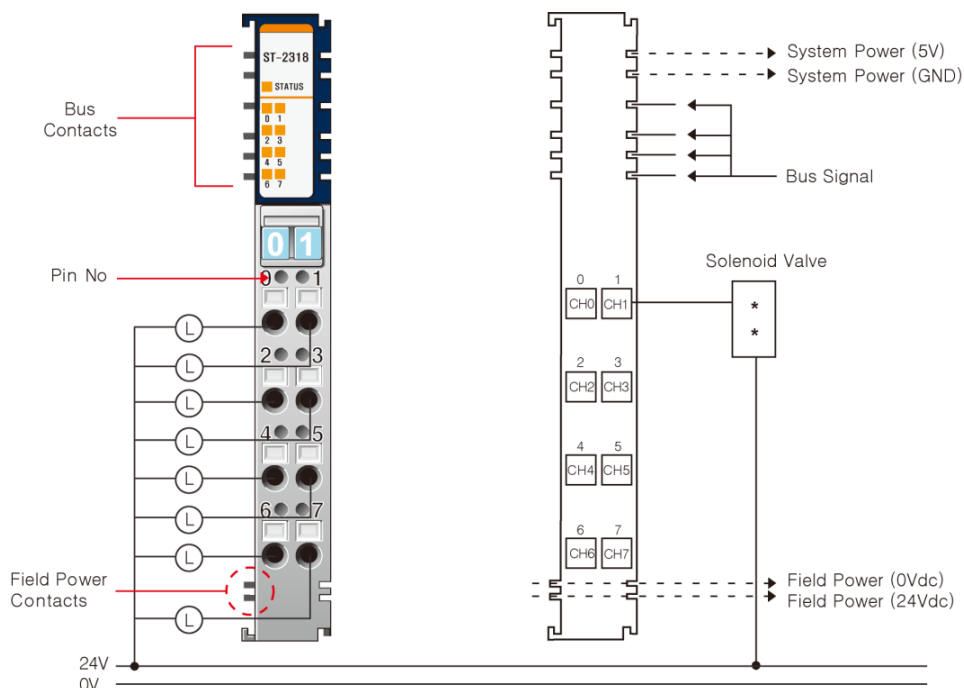 ST-2318
STATUS
0 1
2 3
4 5
6 7
Bus
Contacts
0 1
Pin No
0 1
2 3
4 5
6 7
L
L
L
L
L
L
L
L
Field Power
Contacts
24V
0V
System Power (5V)
System Power (GND)
Bus Signal
Solenoid Valve
0 1
CH0 CH1
*
*
2 3
CH2 CH3
4 5
CH4 CH5
6 7
CH6 CH7
Field Power (0Vdc)
Field Power (24Vdc)